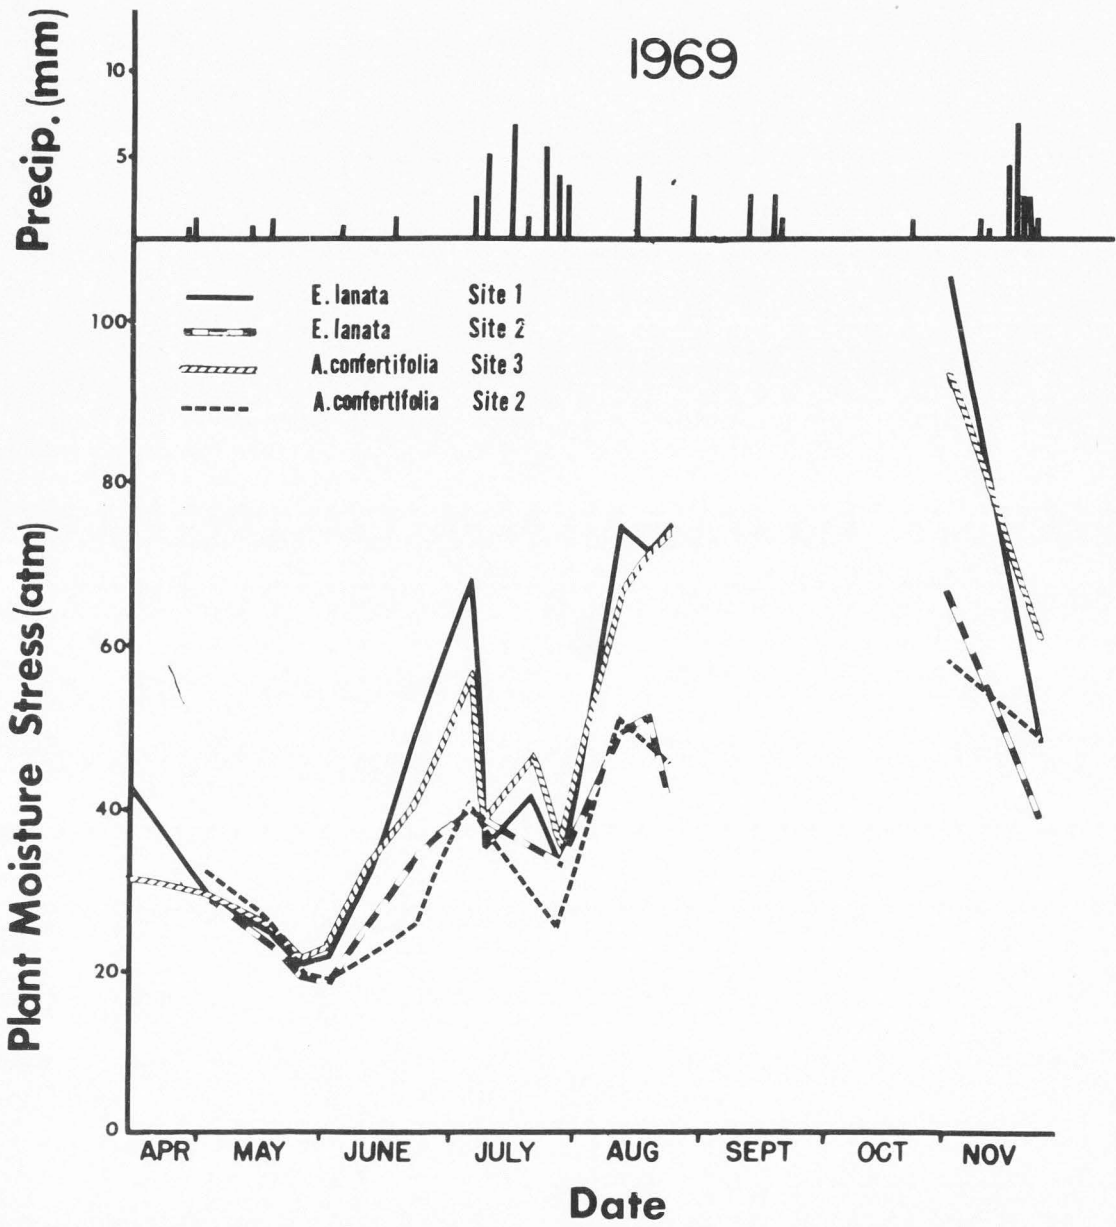 1969
Precip. (mm)
10
5
E. lanata Site 1
E. lanata Site 2
A. confertifolia Site 3
A. confertifolia Site 2
Plant Moisture Stress (atm)
100
80
60
40
20
0
APR MAY JUNE JULY AUG SEPT OCT NOV
Date